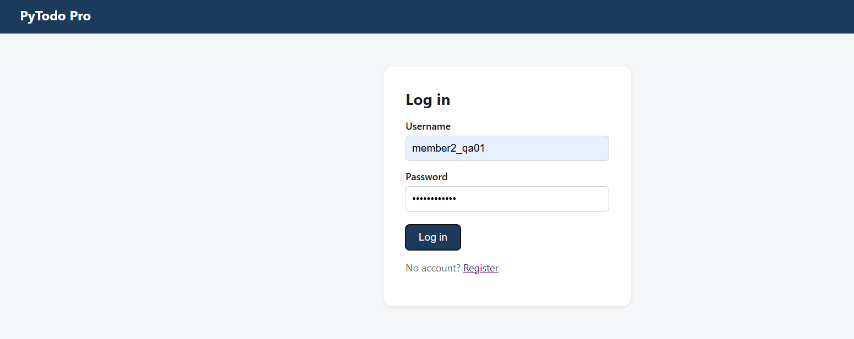 PyTodo Pro
Log in
Username
member2_qa01
Password
••••••••••••
Log in
No account? Register